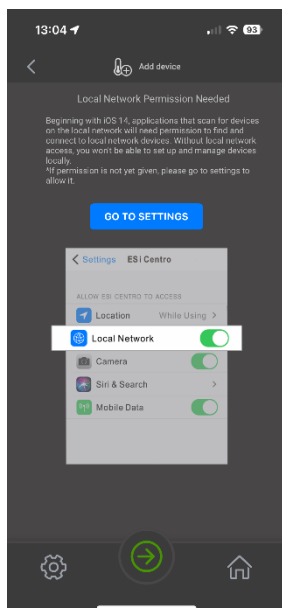 13:04
93
Add device
Local Network Permission Needed
Beginning with iOS 14, applications that scan for devices
on the local network will need permission to find and
connect to local network devices. Without local network
access, you won't be able to set up and manage devices
locally.
*If permission is not yet given, please go to settings to
allow it.
GO TO SETTINGS
Settings ESi Centro
ALLOW ESI CENTRO TO ACCESS
Location While Using
Local Network
Camera
Siri & Search
Mobile Data